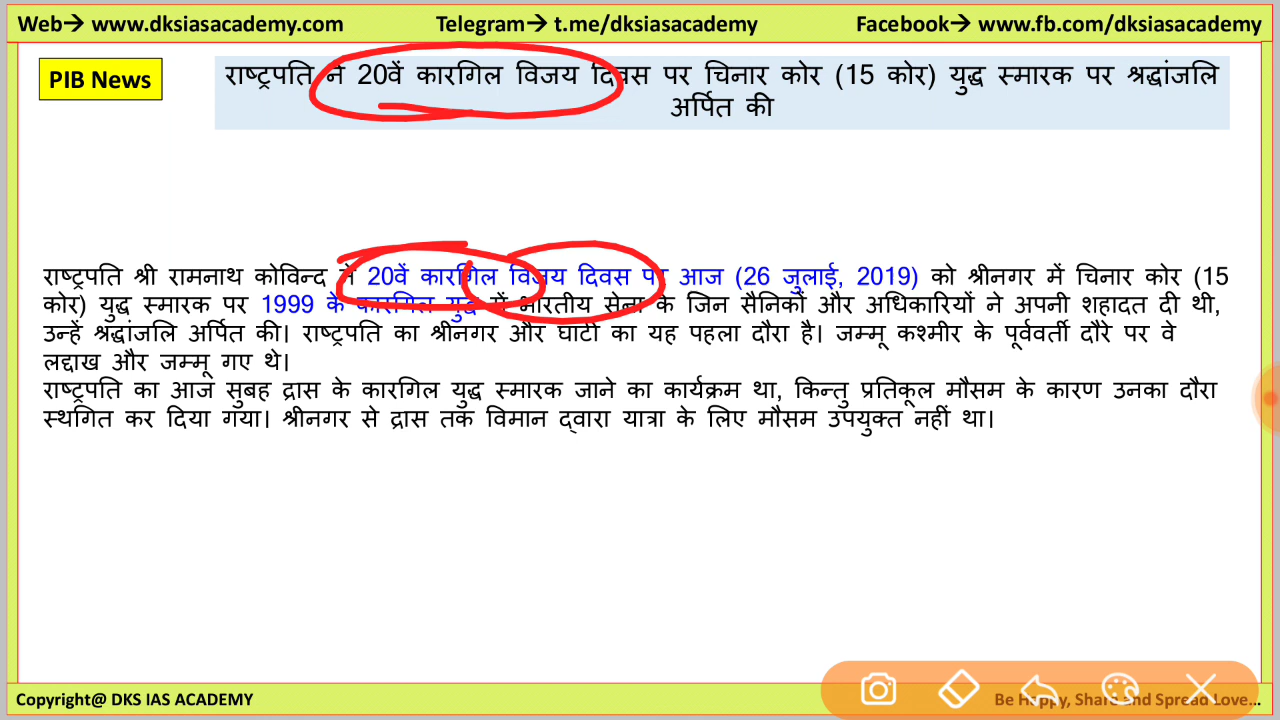 Web→ www.dksiasacademy.com Telegram→ t.me/dksiasacademy Facebook→ www.fb.com/dksiasacademy
PIB News
राष्ट्रपति ने 20वें कारगिल विजय दिवस पर चिनार कोर (15 कोर) युद्ध स्मारक पर श्रद्धांजलि
अर्पित की
राष्ट्रपति श्री रामनाथ कोविन्द ने 20वें कारगिल विजय दिवस पर आज (26 जुलाई, 2019) को श्रीनगर में चिनार कोर (15
कोर) युद्ध स्मारक पर 1999 के कारगिल युद्ध में भारतीय सेना के जिन सैनिकों और अधिकारियों ने अपनी शहादत दी थी,
उन्हें श्रद्धांजलि अर्पित की। राष्ट्रपति का श्रीनगर और घाटी का यह पहला दौरा है। जम्मू कश्मीर के पूर्ववर्ती दौरे पर वे
लद्दाख और जम्मू गए थे।
राष्ट्रपति का आज सुबह द्रास के कारगिल युद्ध स्मारक जाने का कार्यक्रम था, किन्तु प्रतिकूल मौसम के कारण उनका दौरा
स्थगित कर दिया गया। श्रीनगर से द्रास तक विमान द्वारा यात्रा के लिए मौसम उपयुक्त नहीं था।
Copyright@ DKS IAS ACADEMY Be Happy, Share and Spread Love...